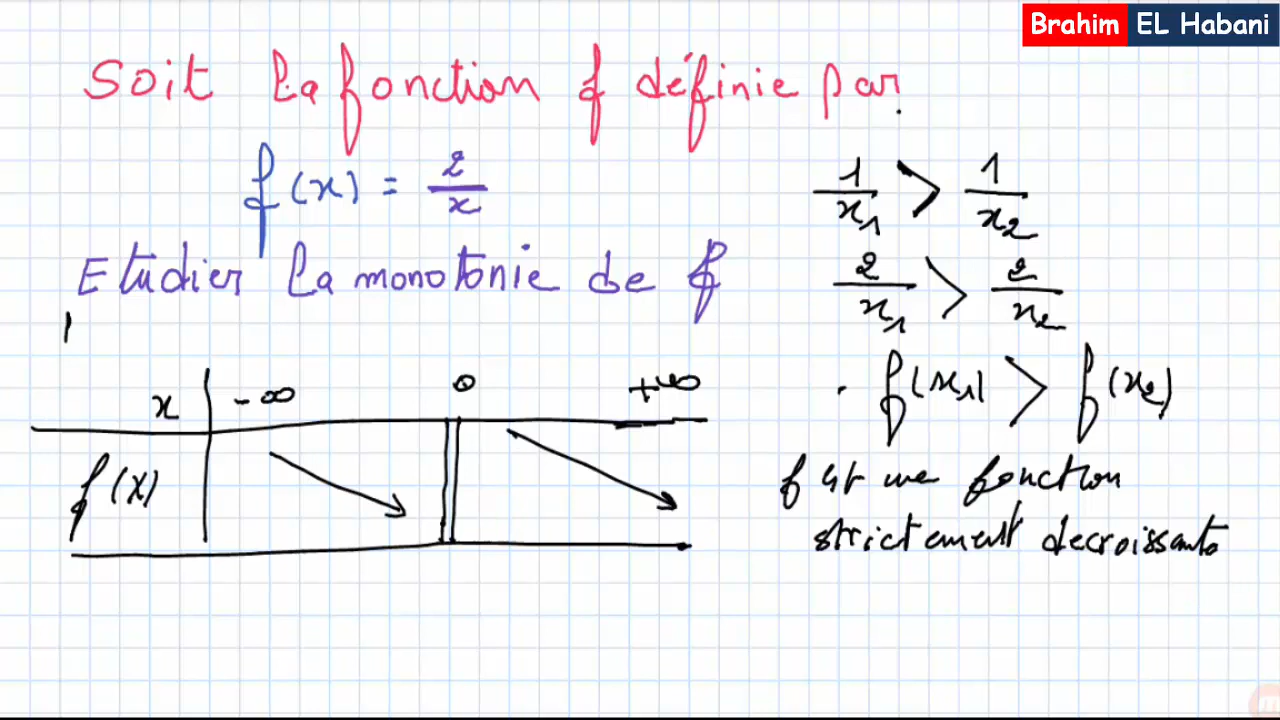 Brahim EL Habani
Soit la fonction f définie par
f(x) = 2/x
Etudier la monotonie de f
x -∞ 0 +∞
f(x)
1/x1 > 1/x2
2/x1 > 2/x2
f(x1) > f(x2)
f est une fonction
strictement decroissante